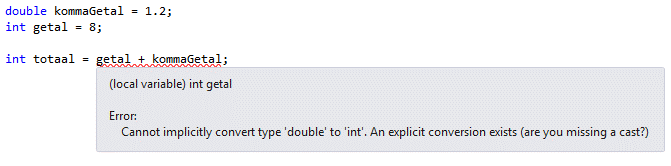 double kommaGetal = 1.2;
int getal = 8;
int totaal = getal + kommaGetal;
(local variable) int getal
Error:
Cannot implicitly convert type 'double' to 'int'. An explicit conversion exists (are you missing a cast?)